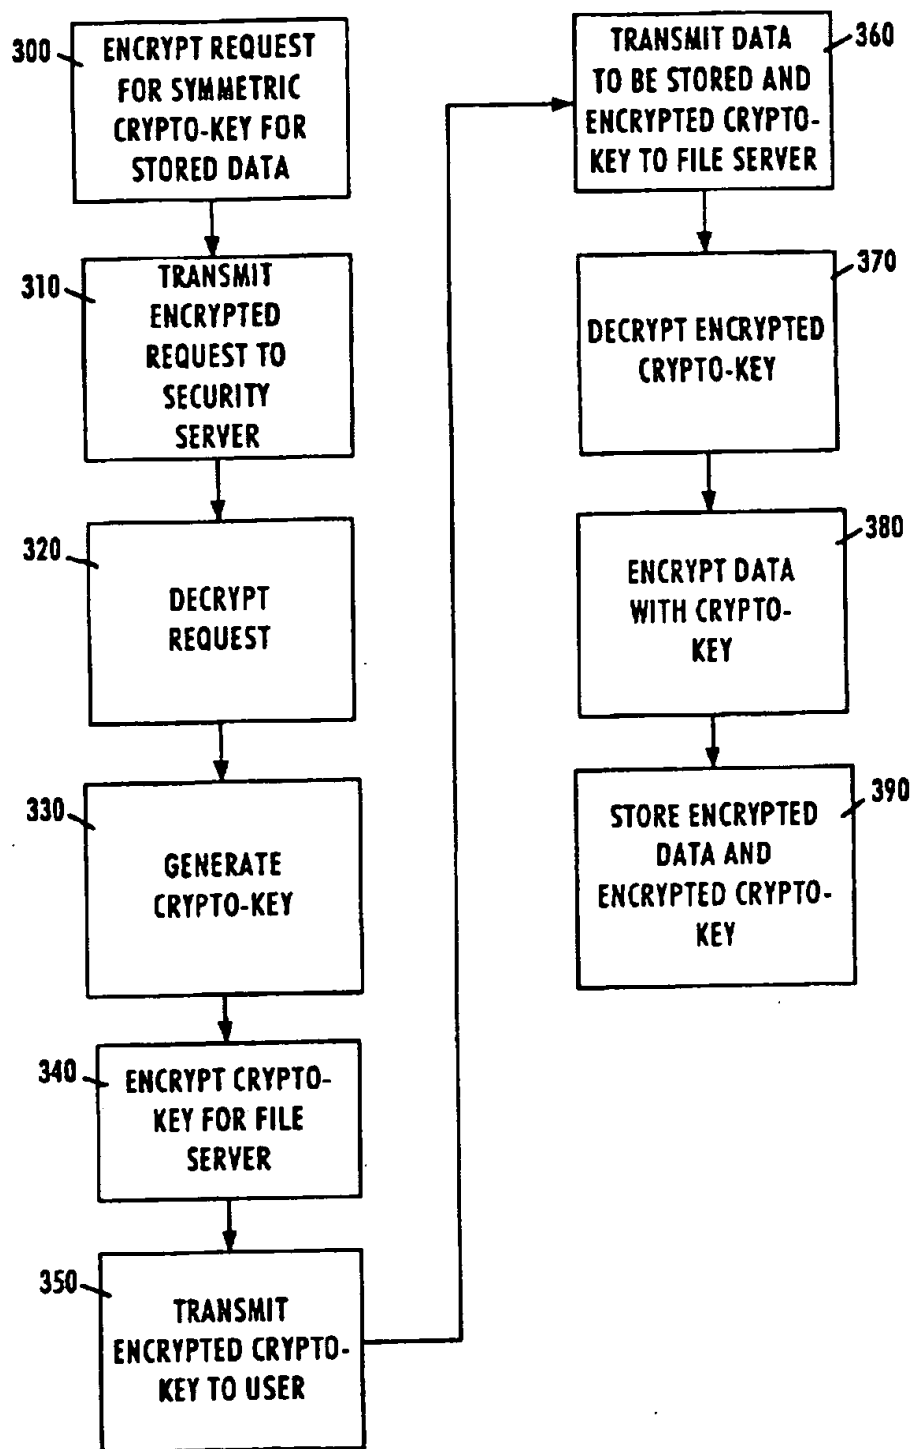 300
ENCRYPT REQUEST
FOR SYMMETRIC
CRYPTO-KEY FOR
STORED DATA
310
TRANSMIT
ENCRYPTED
REQUEST TO
SECURITY
SERVER
320
DECRYPT
REQUEST
330
GENERATE
CRYPTO-KEY
340
ENCRYPT CRYPTO-
KEY FOR FILE
SERVER
350
TRANSMIT
ENCRYPTED CRYPTO-
KEY TO USER
360
TRANSMIT DATA
TO BE STORED AND
ENCRYPTED CRYPTO-
KEY TO FILE SERVER
370
DECRYPT ENCRYPTED
CRYPTO-KEY
380
ENCRYPT DATA
WITH CRYPTO-
KEY
390
STORE ENCRYPTED
DATA AND
ENCRYPTED CRYPTO-
KEY